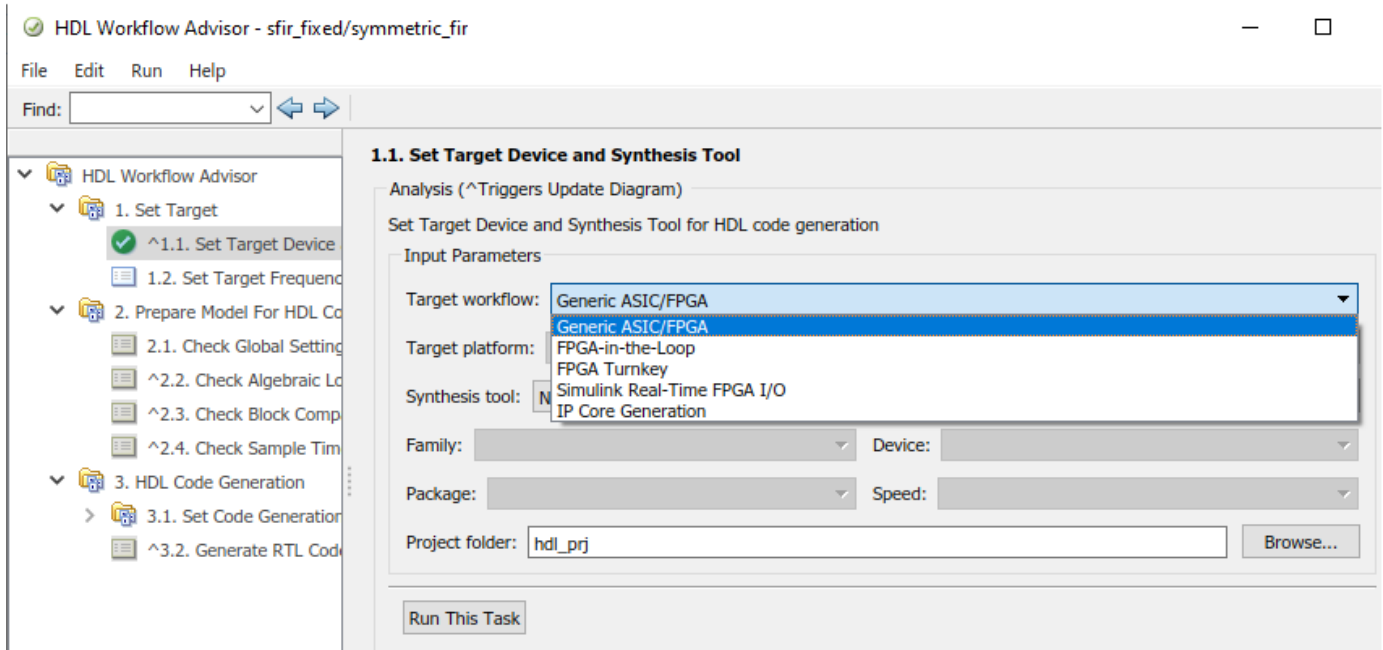 HDL Workflow Advisor - sfir_fixed/symmetric_fir
File Edit Run Help
Find:
HDL Workflow Advisor
1. Set Target
^1.1. Set Target Device
1.2. Set Target Frequenc
2. Prepare Model For HDL Co
2.1. Check Global Setting
^2.2. Check Algebraic Lo
^2.3. Check Block Comp
^2.4. Check Sample Tim
3. HDL Code Generation
3.1. Set Code Generation
^3.2. Generate RTL Code
1.1. Set Target Device and Synthesis Tool
Analysis (^Triggers Update Diagram)
Set Target Device and Synthesis Tool for HDL code generation
Input Parameters
Target workflow: Generic ASIC/FPGA
Generic ASIC/FPGA
FPGA-in-the-Loop
FPGA Turnkey
Simulink Real-Time FPGA I/O
IP Core Generation
Target platform:
Synthesis tool: N
Family: Device:
Package: Speed:
Project folder: hdl_prj Browse...
Run This Task